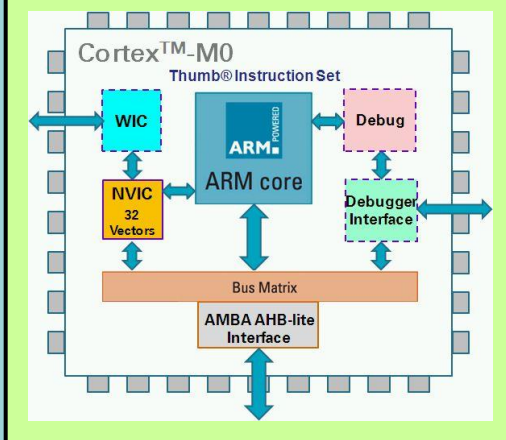 Cortex™-M0
Thumb® Instruction Set
WIC
ARM POWERED
ARM core
Debug
NVIC
32
Vectors
Debugger
Interface
Bus Matrix
AMBA AHB-lite
Interface